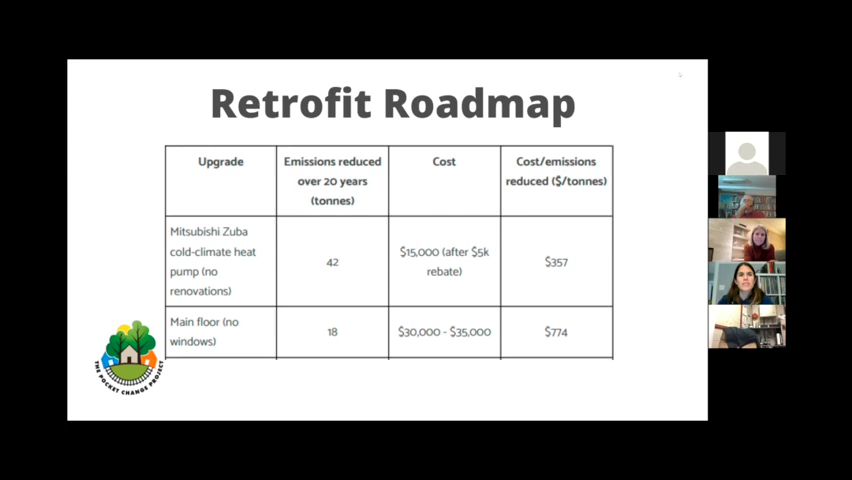 Retrofit Roadmap
Upgrade
Emissions reduced
over 20 years
(tonnes)
Cost
Cost/emissions
reduced ($/tonnes)
Mitsubishi Zuba
cold-climate heat
pump (no
renovations)
42
$15,000 (after $5k
rebate)
$357
Main floor (no
windows)
18
$30,000 - $35,000
$774
THE POCKET CHANGE PROJECT